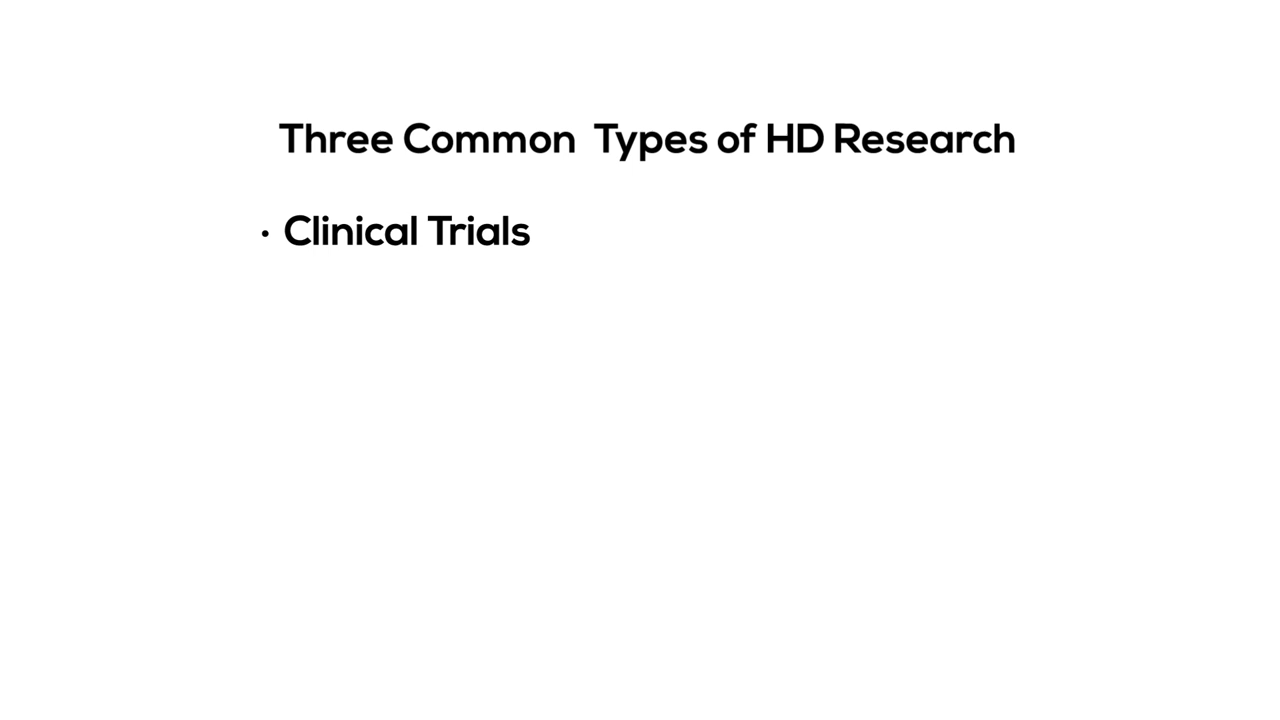 Three Common  Types of HD Research
• Clinical Trials